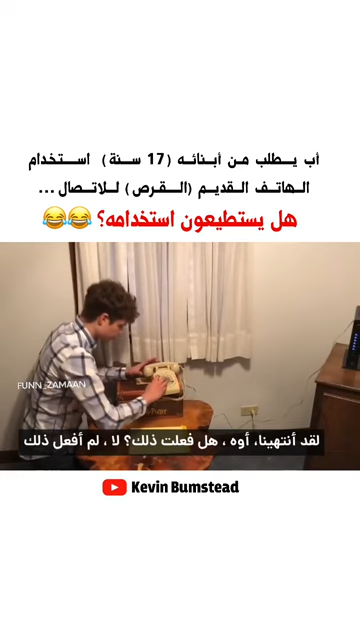 أب يطلب من أبنائه (17 سنة) استخدام
الهاتف القديم (القرص) للاتصال ...
هل يستطيعون استخدامه؟ 😂😂
FUNN_ZAMAAN
لقد أنتهينا، أوه ، هل فعلت ذلك؟ لا ، لم أفعل ذلك
Kevin Bumstead